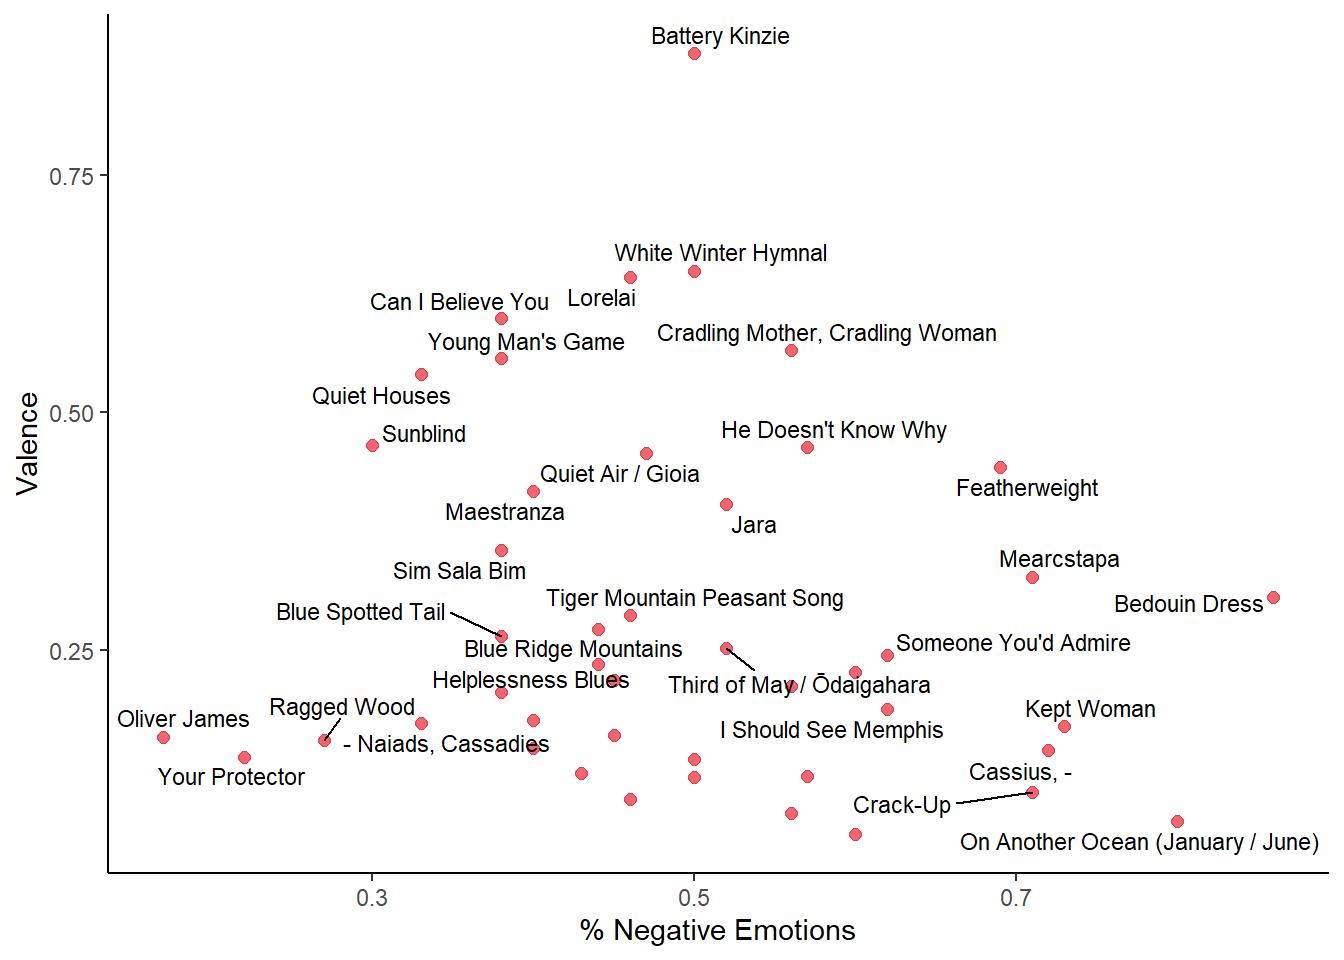 Battery Kinzie
0.75
White Winter Hymnal
Lorelai
Can I Believe You
Cradling Mother, Cradling Woman
Young Man's Game
Quiet Houses
0.50
Sunblind
He Doesn't Know Why
Valence
Quiet Air / Gioia
Featherweight
Maestranza
Jara
Mearcstapa
Sim Sala Bim
Tiger Mountain Peasant Song
Bedouin Dress
Blue Spotted Tail
Someone You'd Admire
0.25
Blue Ridge Mountains
Helplessness Blues
Third of May / Ōdaigahara
Ragged Wood
Kept Woman
Oliver James
I Should See Memphis
- Naiads, Cassadies
Your Protector
Cassius, -
Crack-Up
On Another Ocean (January / June)
0.3
0.5
0.7
% Negative Emotions